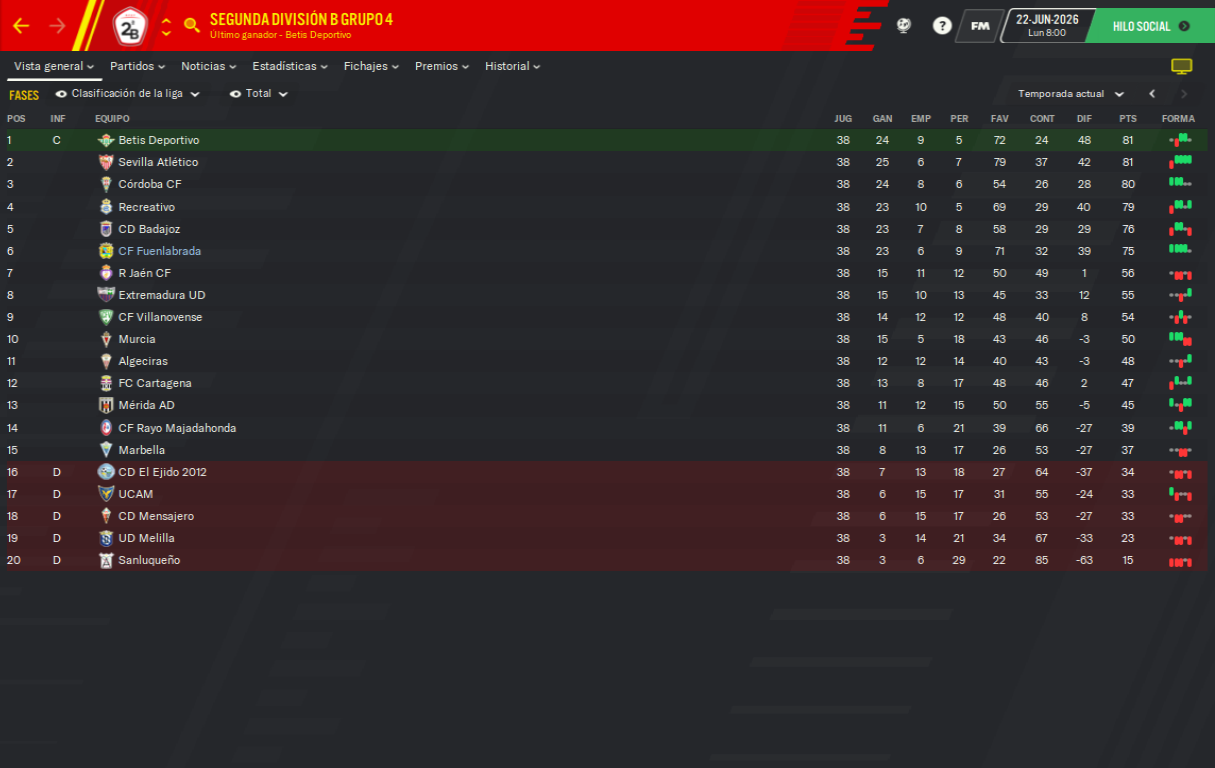 SEGUNDA DIVISIÓN B GRUPO 4
Último ganador - Betis Deportivo
2ªB
?
FM
22-JUN-2026
Lun 8:00
HILO SOCIAL
Vista general Partidos Noticias Estadísticas Fichajes Premios Historial
FASES Clasificación de la liga Total Temporada actual
POS INF EQUIPO JUG GAN EMP PER FAV CONT DIF PTS FORMA
1 C Betis Deportivo 38 24 9 5 72 24 48 81
2 Sevilla Atlético 38 25 6 7 79 37 42 81
3 Córdoba CF 38 24 8 6 54 26 28 80
4 Recreativo 38 23 10 5 69 29 40 79
5 CD Badajoz 38 23 7 8 58 29 29 76
6 CF Fuenlabrada 38 23 6 9 71 32 39 75
7 R Jaén CF 38 15 11 12 50 49 1 56
8 Extremadura UD 38 15 10 13 45 33 12 55
9 CF Villanovense 38 14 12 12 48 40 8 54
10 Murcia 38 15 5 18 43 46 -3 50
11 Algeciras 38 12 12 14 40 43 -3 48
12 FC Cartagena 38 13 8 17 48 46 2 47
13 Mérida AD 38 11 12 15 50 55 -5 45
14 CF Rayo Majadahonda 38 11 6 21 39 66 -27 39
15 Marbella 38 8 13 17 26 53 -27 37
16 D CD El Ejido 2012 38 7 13 18 27 64 -37 34
17 D UCAM 38 6 15 17 31 55 -24 33
18 D CD Mensajero 38 6 15 17 26 53 -27 33
19 D UD Melilla 38 3 14 21 34 67 -33 23
20 D Sanluqueño 38 3 6 29 22 85 -63 15